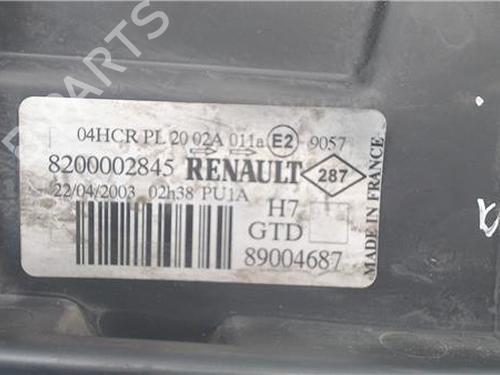 04HCR PL 20 02A 011a E2 9057
8200002845 RENAULT 287
22/04/2003 02h38 PU1A
H7
GTD
89004687
MADE IN FRANCE
PARTS